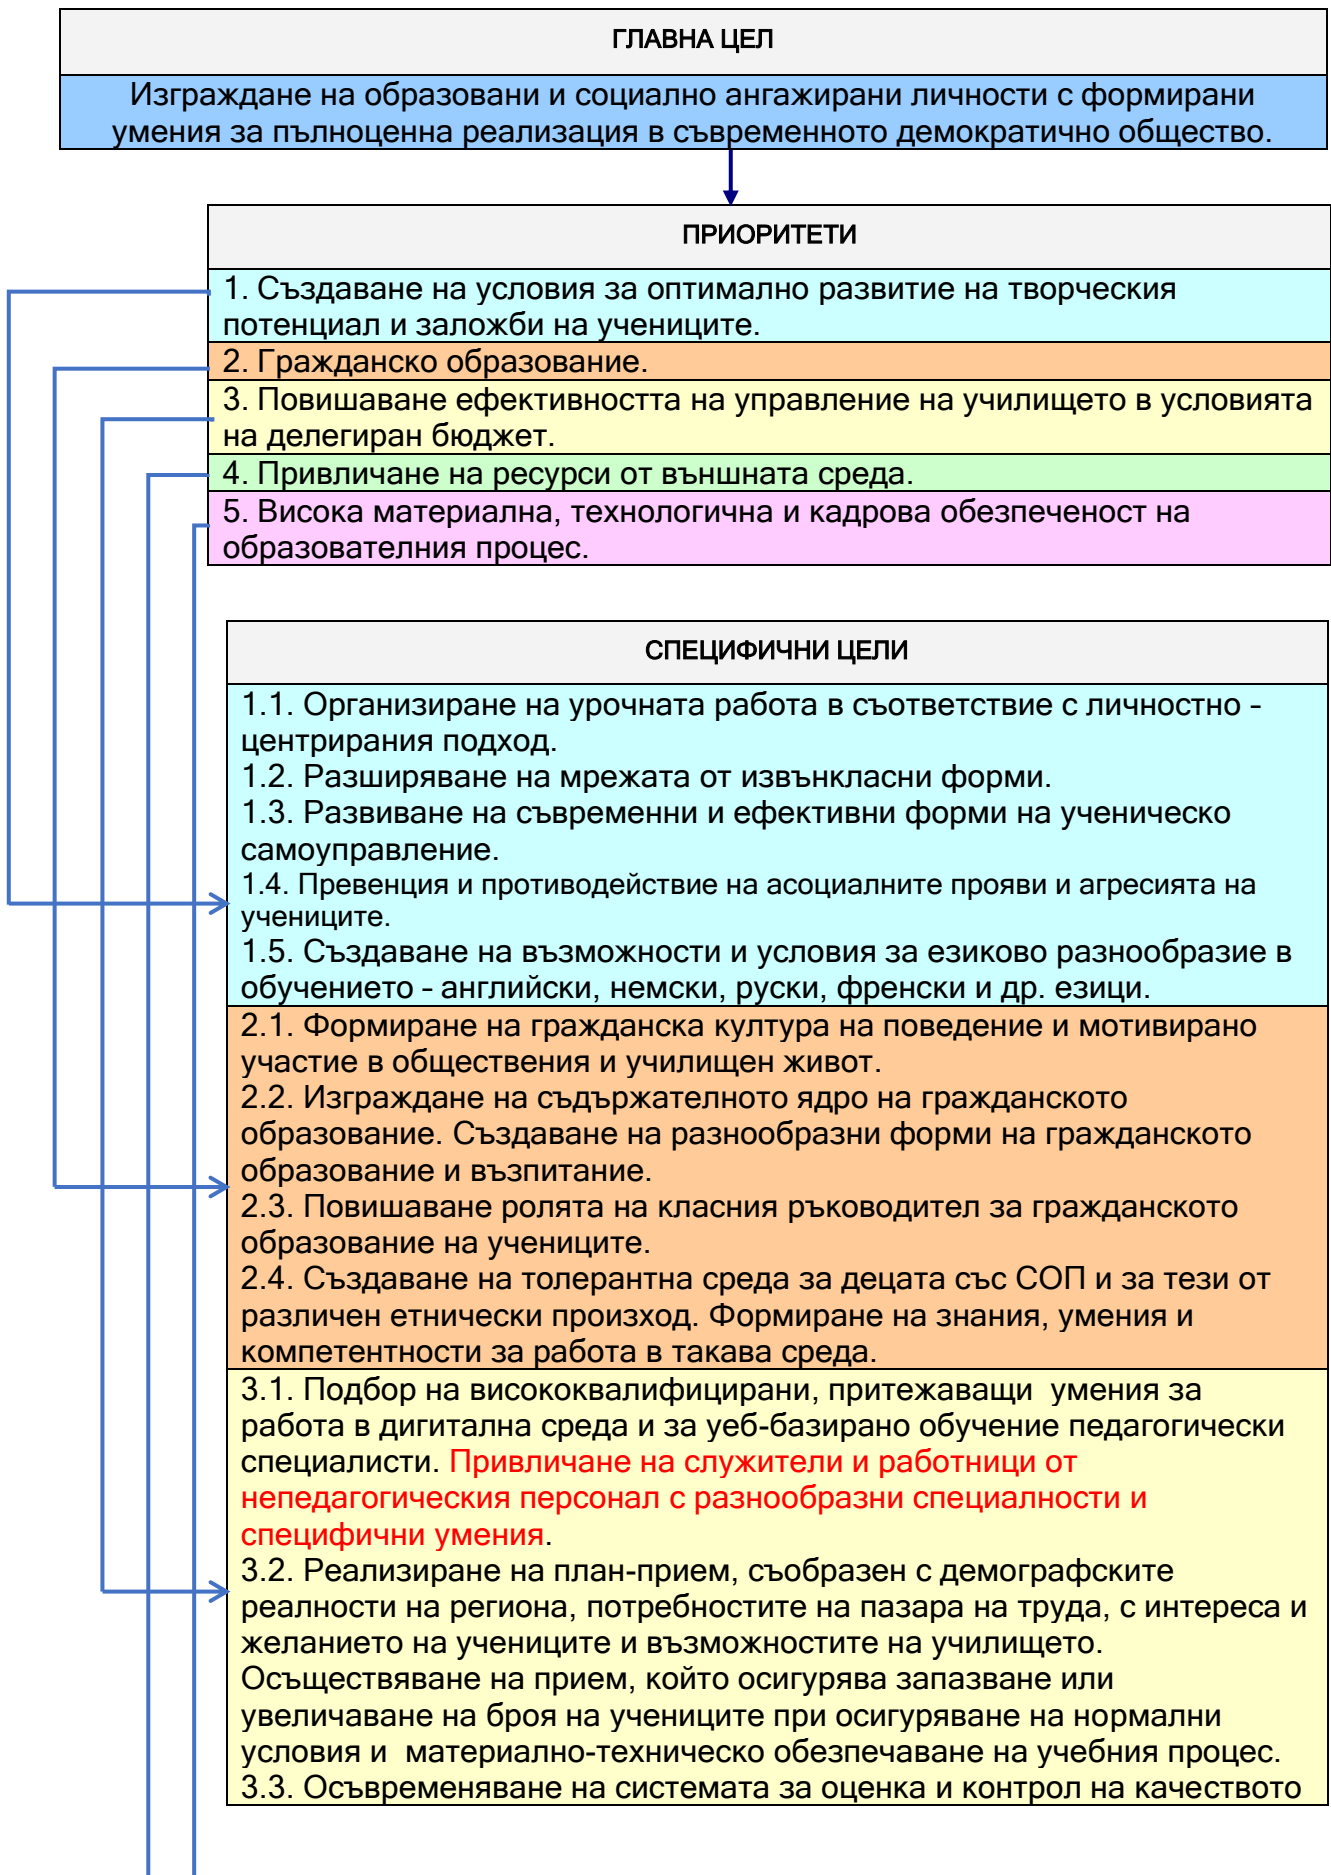 ГЛАВНА ЦЕЛ
Изграждане на образовани и социално ангажирани личности с формирани
умения за пълноценна реализация в съвременното демократично общество.
ПРИОРИТЕТИ
1. Създаване на условия за оптимално развитие на творческия
потенциал и заложби на учениците.
2. Гражданско образование.
3. Повишаване ефективността на управление на училището в условията
на делегиран бюджет.
4. Привличане на ресурси от външната среда.
5. Висока материална, технологична и кадрова обезпеченост на
образователния процес.
СПЕЦИФИЧНИ ЦЕЛИ
1.1. Организиране на урочната работа в съответствие с личностно –
центрирания подход.
1.2. Разширяване на мрежата от извънкласни форми.
1.3. Развиване на съвременни и ефективни форми на ученическо
самоуправление.
1.4. Превенция и противодействие на асоциалните прояви и агресията на
учениците.
1.5. Създаване на възможности и условия за езиково разнообразие в
обучението – английски, немски, руски, френски и др. езици.
2.1. Формиране на гражданска култура на поведение и мотивирано
участие в обществения и училищен живот.
2.2. Изграждане на съдържателното ядро на гражданското
образование. Създаване на разнообразни форми на гражданското
образование и възпитание.
2.3. Повишаване ролята на класния ръководител за гражданското
образование на учениците.
2.4. Създаване на толерантна среда за децата със СОП и за тези от
различен етнически произход. Формиране на знания, умения и
компетентности за работа в такава среда.
3.1. Подбор на висококвалифицирани, притежаващи  умения за
работа в дигитална среда и за уеб-базирано обучение педагогически
специалисти. Привличане на служители и работници от
непедагогическия персонал с разнообразни специалности и
специфични умения.
3.2. Реализиране на план-прием, съобразен с демографските
реалности на региона, потребностите на пазара на труда, с интереса и
желанието на учениците и възможностите на училището.
Осъществяване на прием, който осигурява запазване или
увеличаване на броя на учениците при осигуряване на нормални
условия и  материално-техническо обезпечаване на учебния процес.
3.3. Осъвременяване на системата за оценка и контрол на качеството